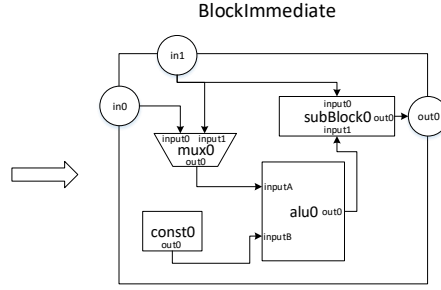 BlockImmediate
in1
in0
input0
subBlock0 out0
input1
out0
input0 input1
mux0
out0
inputA
alu0 out0
inputB
const0
out0